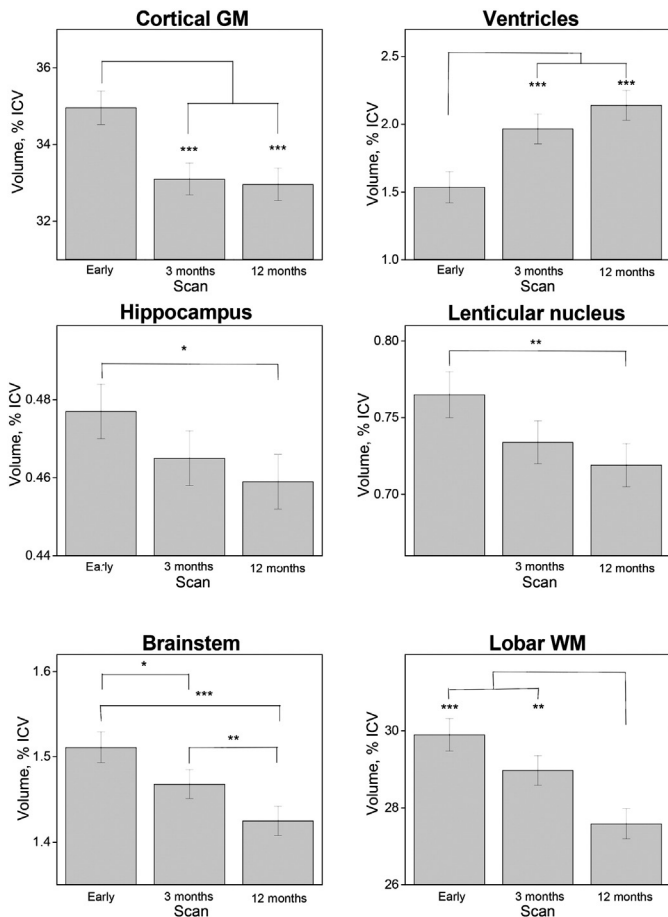 Cortical GM
Volume, % ICV
36
34
32
***
***
Early
3 months
12 months
Scan
Ventricles
Volume, % ICV
2.5
2.0
1.5
1.0
***
***
Early
3 months
12 months
Scan
Hippocampus
Volume, % ICV
0.48
0.46
0.44
*
Early
3 months
12 months
Scan
Lenticular nucleus
Volume, % ICV
0.80
0.75
0.70
**
3 months
12 months
Scan
Brainstem
Volume, % ICV
1.6
1.5
1.4
*
***
**
Early
3 months
12 months
Scan
Lobar WM
Volume, % ICV
30
28
26
***
**
Early
3 months
12 months
Scan